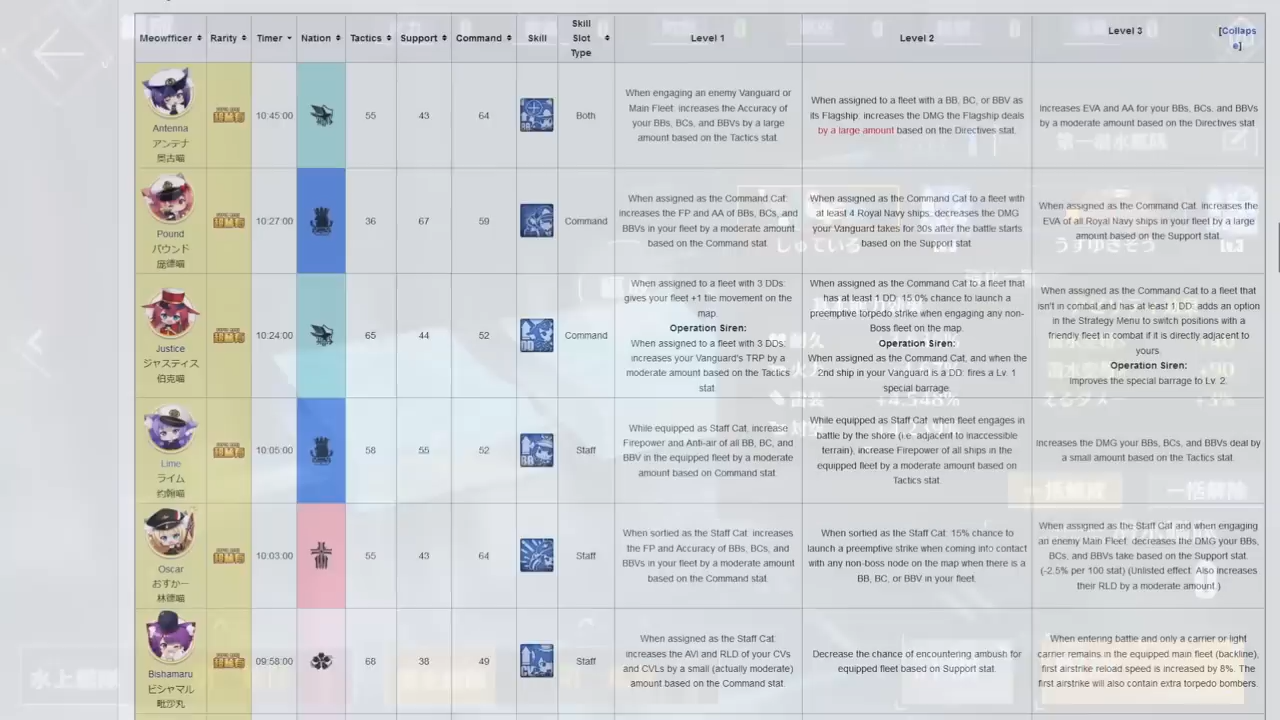 Meowfficer Rarity Timer Nation Tactics Support Command Skill Skill Slot Type Level 1 Level 2 Level 3 [Collapse]
Antenna
アンテナ
10:45:00 55 43 64 Both
When engaging an enemy Vanguard or
Main Fleet increases the Accuracy of
your BBs, BCs, and BBVs by a large
amount based on the Tactics stat.
When assigned to a fleet with a BB, BC, or BBV as
its Flagship increases the DMG the Flagship deals
by a large amount based on the Directives stat.
Increases EVA and AA for your BBs, BCs, and BBVs
by a moderate amount based on the Directives stat
Pound
パウンド
庞德喵
10:27:00 36 67 59 Command
When assigned as the Command Cat:
increases the FP and AA of BBs, BCs, and
BBVs in your fleet by a moderate amount
based on the Command stat.
When assigned as the Command Cat to a fleet with
at least 4 Royal Navy ships: decreases the DMG
your Vanguard takes for 30s after the battle starts
based on the Support stat.
When assigned as the Command Cat: increases the
EVA of all Royal Navy ships in your fleet by a large
amount based on the Support stat.
Justice
ジャスティス
伯克喵
10:24:00 65 44 52 Command
When assigned to a fleet with 3 DDs:
gives your fleet +1 tile movement on the
map.
Operation Siren:
When assigned to a fleet with 3 DDs:
increases your Vanguard's TRP by a
moderate amount based on the Tactics
stat
When assigned as the Command Cat to a fleet that
has at least 1 DD: 15.0% chance to launch a
preemptive torpedo strike when engaging any non-
Boss fleet on the map.
Operation Siren:
When assigned as the Command Cat, and when the
2nd ship in your Vanguard is a DD: fires a Lv. 1
special barrage.
When assigned as the Command Cat to a fleet that
isn't in combat and has at least 1 DD: adds an option
in the Strategy Menu to switch positions with a
friendly fleet in combat if it is directly adjacent to
yours.
Operation Siren:
Improves the special barrage to Lv. 2.
Lime
ライム
约翰喵
10:05:00 58 55 52 Staff
While equipped as Staff Cat, increase
Firepower and Anti-air of all BB, BC, and
BBV in the equipped fleet by a moderate
amount based on Command stat.
While equipped as Staff Cat, when fleet engages in
battle by the shore (i.e. adjacent to inaccessible
terrain), increase Firepower of all ships in the
equipped fleet by a moderate amount based on
Tactics stat.
Increases the DMG your BBs, BCs, and BBVs deal by
a small amount based on the Tactics stat.
Oscar
おすかー
林德喵
10:03:00 55 43 64 Staff
When sortied as the Staff Cat: increases
the FP and Accuracy of BBs, BCs, and
BBVs in your fleet by a moderate amount
based on the Command stat.
When sortied as the Staff Cat: 15% chance to
launch a preemptive strike when coming into contact
with any non-boss node on the map when there is a
BB, BC, or BBV in your fleet.
When assigned as the Staff Cat and when engaging
an enemy Main Fleet: decreases the DMG your BBs,
BCs, and BBVs take based on the Support stat.
(-2.5% per 100 stat) (Unlisted effect: Also increases
their RLD by a moderate amount.)
Bishamaru
ビシャマル
毗沙丸
09:58:00 68 38 49 Staff
When assigned as the Staff Cat:
increases the AVI and RLD of your CVs
and CVLs by a small (actually moderate)
amount based on the Command stat.
Decrease the chance of encountering ambush for
equipped fleet based on Support stat.
When entering battle and only a carrier or light
carrier remains in the equipped main fleet (backline),
first airstrike reload speed is increased by 8%. The
first airstrike will also contain extra torpedo bombers.
しゅている
うすゆきそう
一括解除